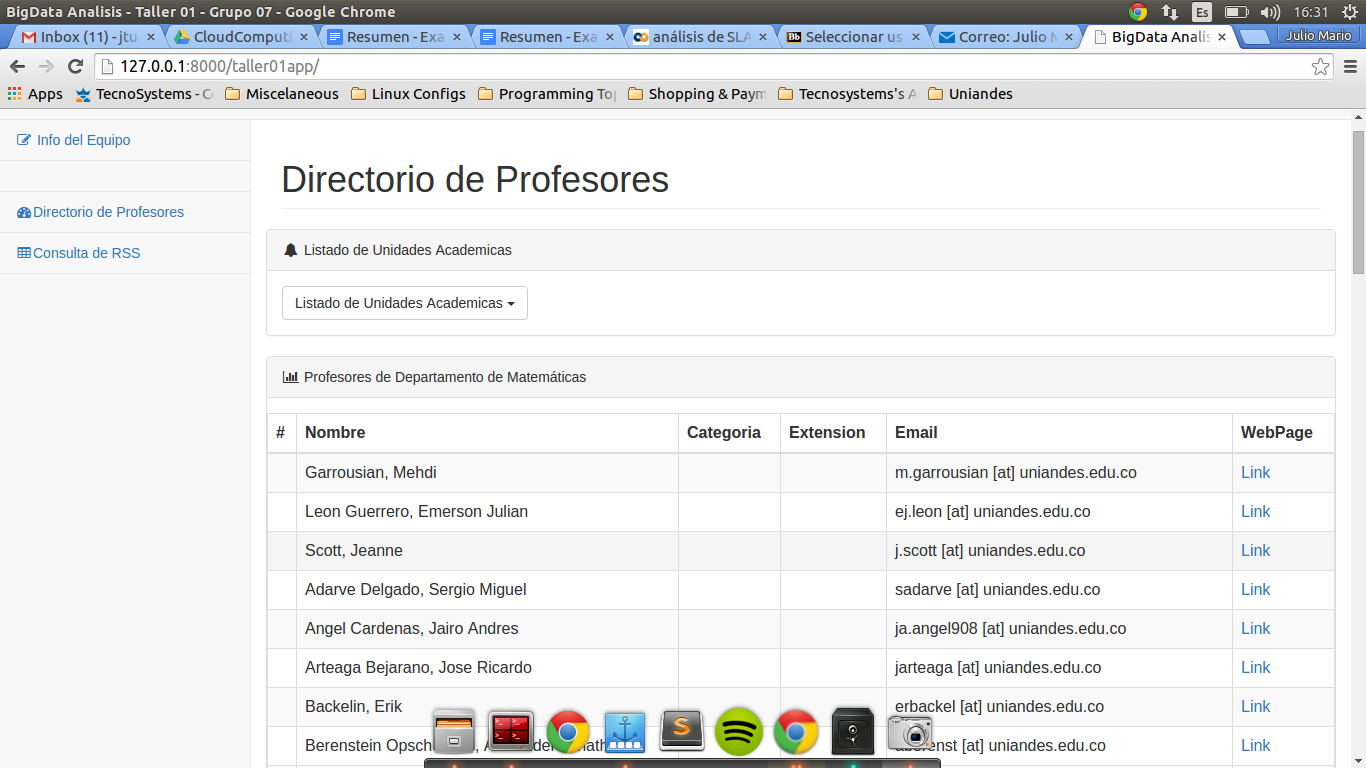 BigData Analisis - Taller 01 - Grupo 07 - Google Chrome
Es
16:31
Inbox (11) - jtu
CloudComputi
Resumen - Exa
Resumen - Exa
análisis de SLA
Seleccionar us
Correo: Julio M
BigData Analis
Julio Mario
127.0.0.1:8000/taller01app/
Apps
TecnoSystems - C
Miscelaneous
Linux Configs
Programming To
Shopping & Paym
Tecnosystems's A
Uniandes
Info del Equipo
Directorio de Profesores
Consulta de RSS
Directorio de Profesores
Listado de Unidades Academicas
Listado de Unidades Academicas
Profesores de Departamento de Matemáticas
# Nombre Categoria Extension Email WebPage
Garrousian, Mehdi m.garrousian [at] uniandes.edu.co Link
Leon Guerrero, Emerson Julian ej.leon [at] uniandes.edu.co Link
Scott, Jeanne j.scott [at] uniandes.edu.co Link
Adarve Delgado, Sergio Miguel sadarve [at] uniandes.edu.co Link
Angel Cardenas, Jairo Andres ja.angel908 [at] uniandes.edu.co Link
Arteaga Bejarano, Jose Ricardo jarteaga [at] uniandes.edu.co Link
Backelin, Erik erbackel [at] uniandes.edu.co Link
Berenstein [at] uniandes.edu.co Link